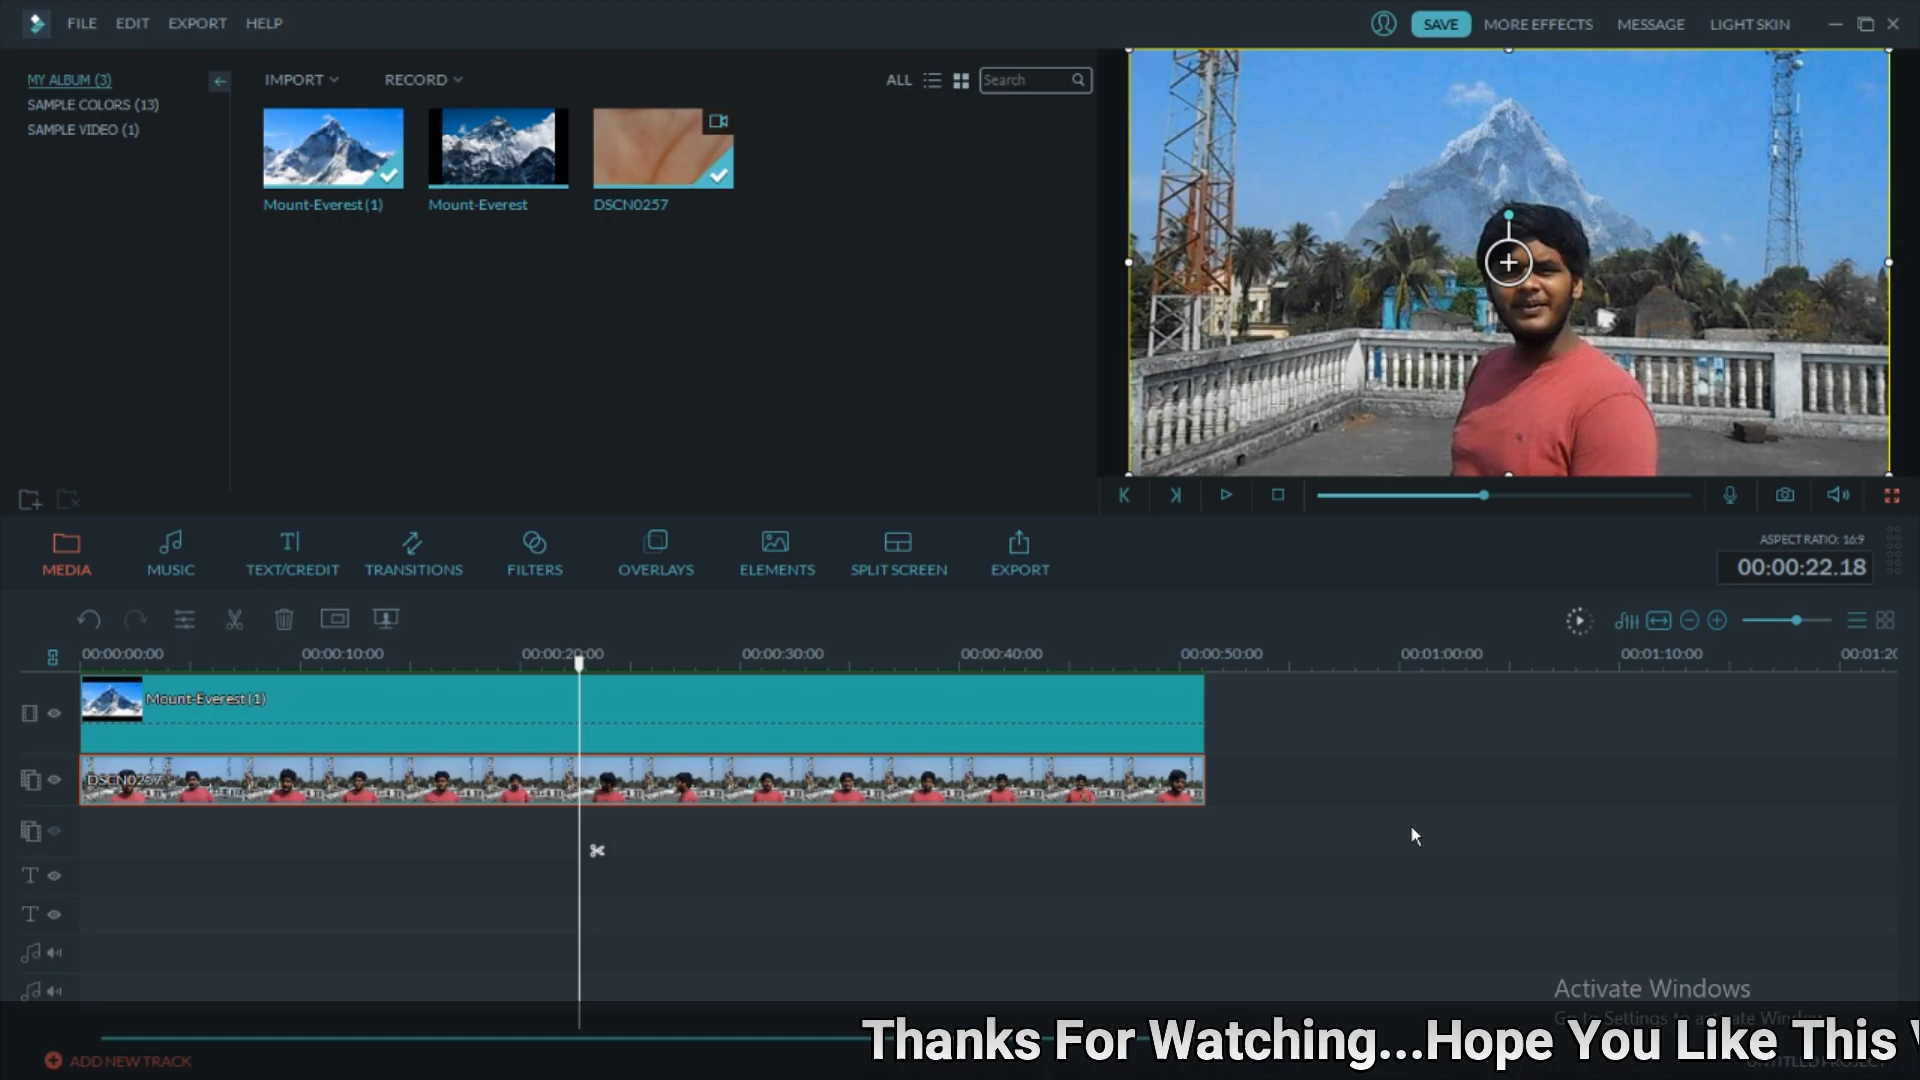 FILE EDIT EXPORT HELP
SAVE MORE EFFECTS MESSAGE LIGHT SKIN
MY ALBUM (3)
SAMPLE COLORS (13)
SAMPLE VIDEO (1)
IMPORT RECORD
ALL Search
Mount-Everest(1) Mount-Everest DSCN0257
MEDIA MUSIC TEXT/CREDIT TRANSITIONS FILTERS OVERLAYS ELEMENTS SPLIT SCREEN EXPORT
ASPECT RATIO: 16:9
00:00:22.18
00:00:00:00 00:00:10:00 00:00:20:00 00:00:30:00 00:00:40:00 00:00:50:00 00:01:00:00 00:01:10:00 00:01:20
Mount-Everest(1)
DSCN0257
Activate Windows
Go to Settings to activate Windows
Thanks For Watching...Hope You Like This V
ADD NEW TRACK
UNTITLED PROJECT